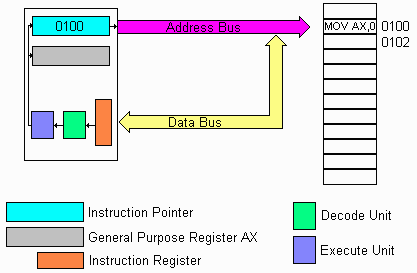 0100
Address Bus
MOV AX,0
0100
0102
Data Bus
Instruction Pointer
General Purpose Register AX
Instruction Register
Decode Unit
Execute Unit